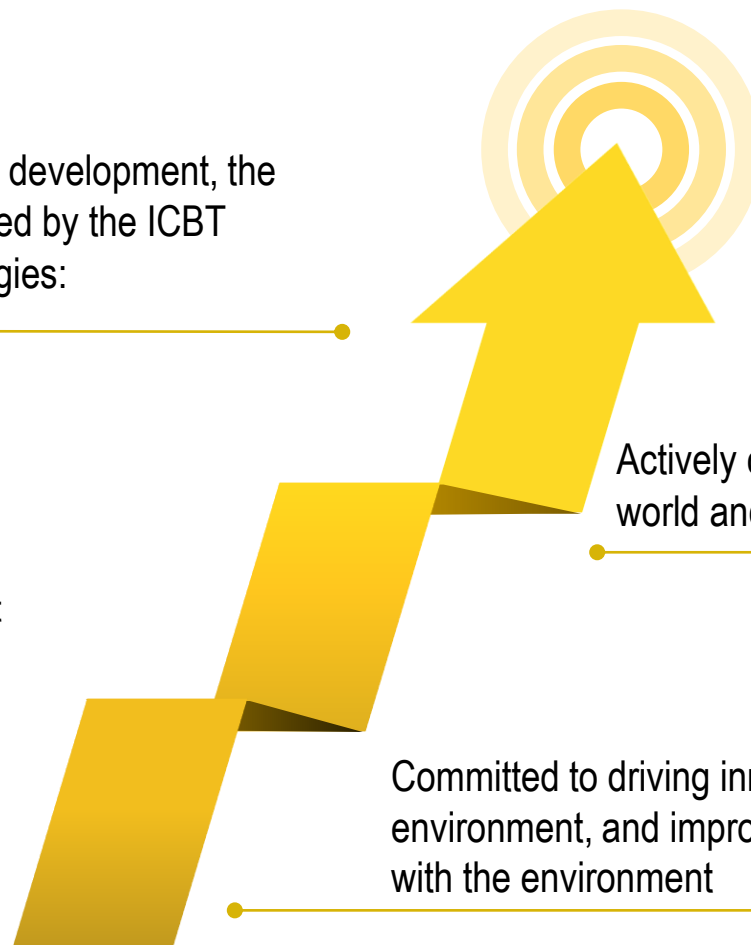 development, the
ed by the ICBT
gies:
Actively
world an
Committed to driving in
environment, and impro
with the environment